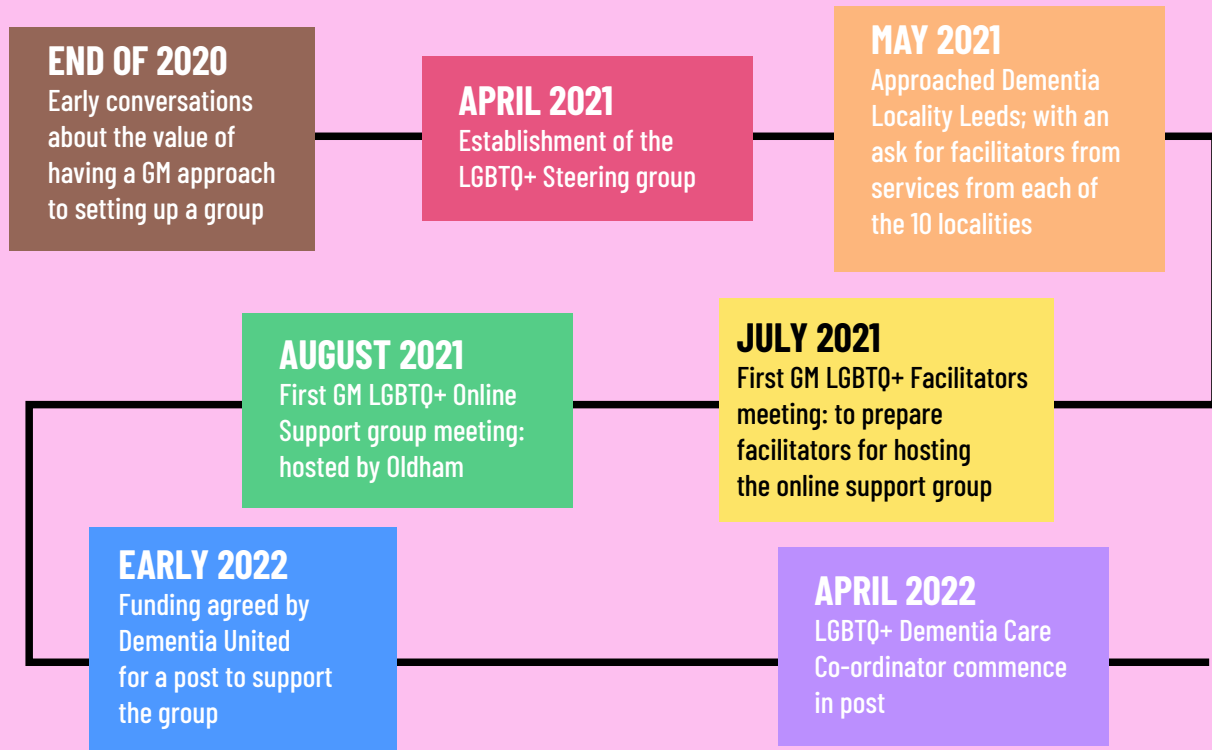 END OF 2020
Early conversations
about the value of
having a GM approach
to setting up a group
APRIL 2021
Establishment of the
LGBTQ+ Steering group
MAY 2021
Approached Dementia
Locality Leeds; with an
ask for facilitators from
services from each of
the 10 localities
JULY 2021
First GM LGBTQ+ Facilitators
meeting: to prepare
facilitators for hosting
the online support group
AUGUST 2021
First GM LGBTQ+ Online
Support group meeting:
hosted by Oldham
EARLY 2022
Funding agreed by
Dementia United
for a post to support
the group
APRIL 2022
LGBTQ+ Dementia Care
Co-ordinator commence
in post